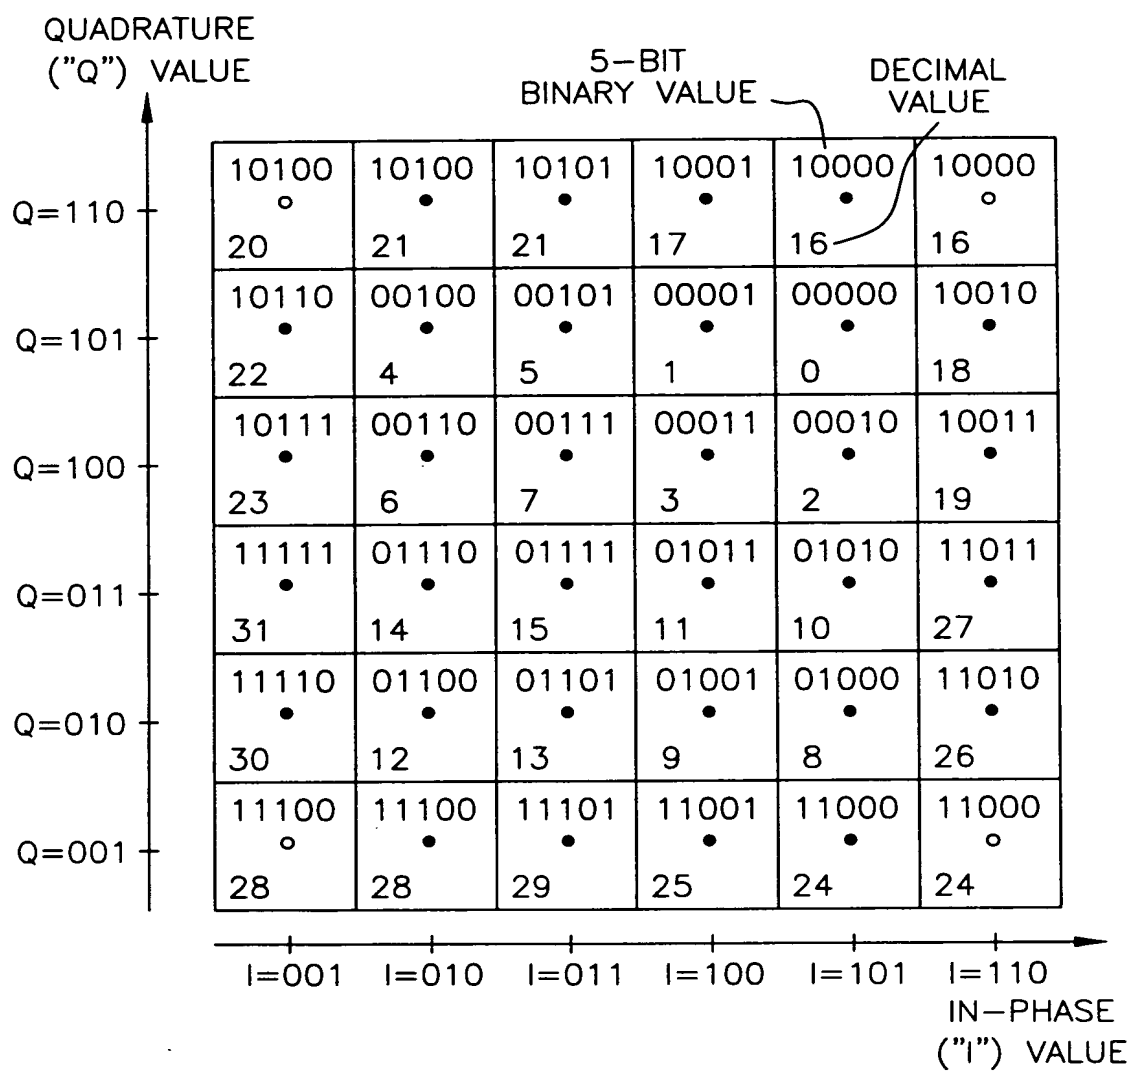 QUADRATURE
("Q") VALUE
5-BIT
BINARY VALUE
DECIMAL
VALUE
Q=110
10100 10100 10101 10001 10000 10000
20 21 21 17 16 16
Q=101
10110 00100 00101 00001 00000 10010
22 4 5 1 0 18
Q=100
10111 00110 00111 00011 00010 10011
23 6 7 3 2 19
Q=011
11111 01110 01111 01011 01010 11011
31 14 15 11 10 27
Q=010
11110 01100 01101 01001 01000 11010
30 12 13 9 8 26
Q=001
11100 11100 11101 11001 11000 11000
28 28 29 25 24 24
I=001 I=010 I=011 I=100 I=101 I=110
IN-PHASE
("I") VALUE